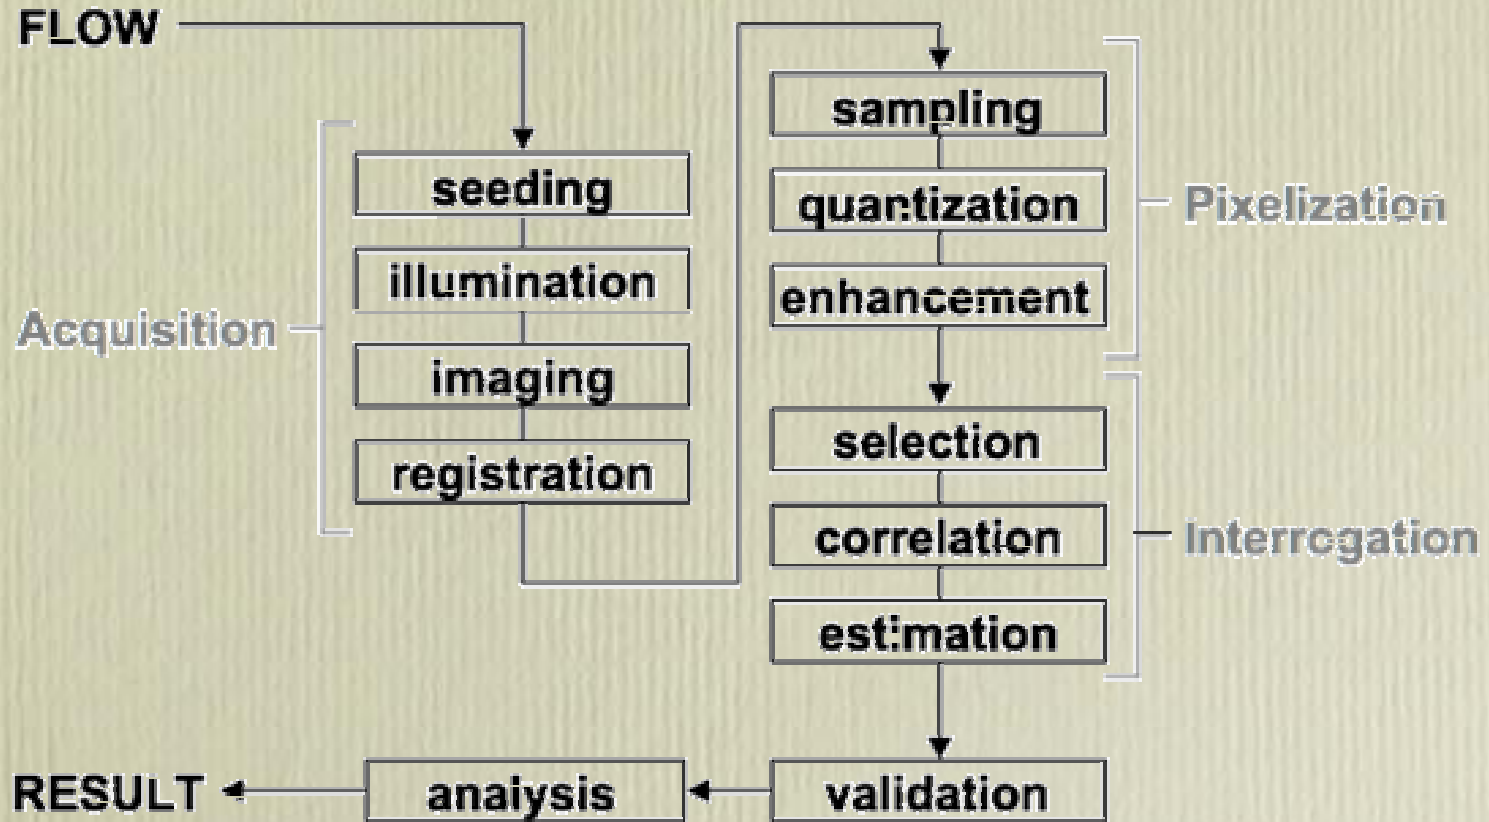 FLOW
seeding
illumination
imaging
registration
Acquisition
sampling
quantization
enhancement
Pixelization
selection
correlation
estimation
Interrogation
validation
analysis
RESULT